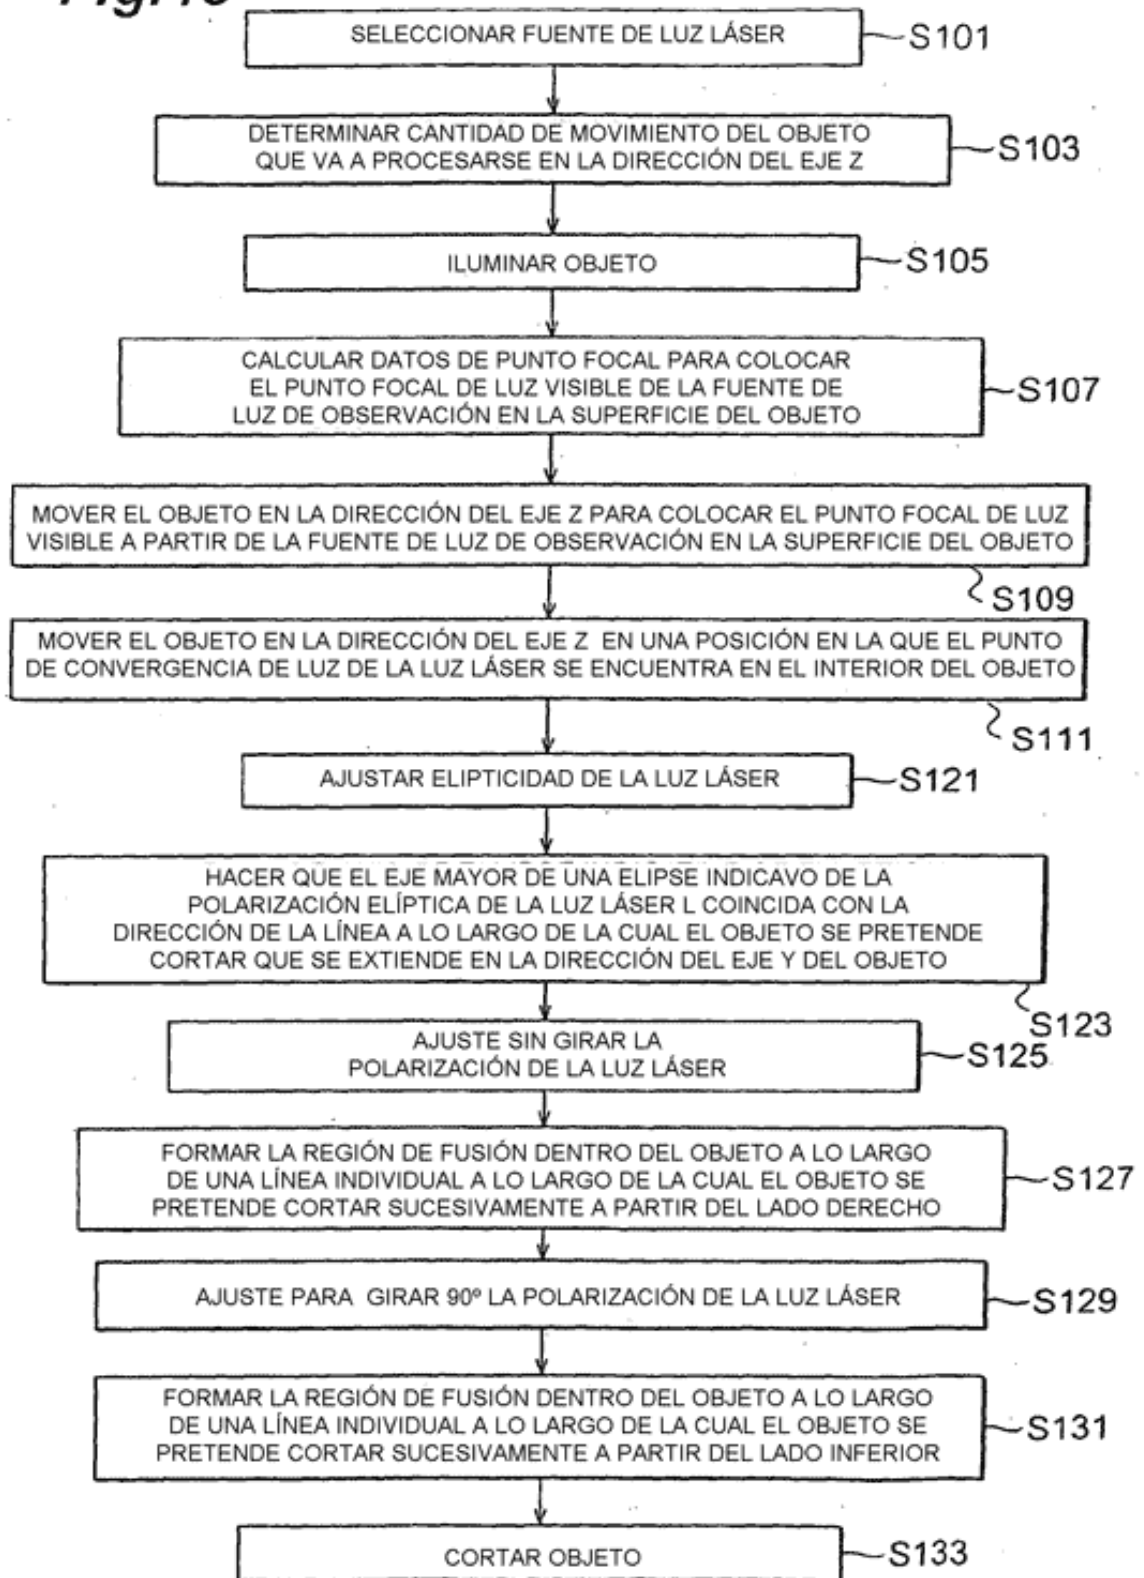 SELECCIONAR FUENTE DE LUZ LÁSER
S101
DETERMINAR CANTIDAD DE MOVIMIENTO DEL OBJETO
QUE VA A PROCESARSE EN LA DIRECCIÓN DEL EJE Z
S103
ILUMINAR OBJETO
S105
CALCULAR DATOS DE PUNTO FOCAL PARA COLOCAR
EL PUNTO FOCAL DE LUZ VISIBLE DE LA FUENTE DE
LUZ DE OBSERVACIÓN EN LA SUPERFICIE DEL OBJETO
S107
MOVER EL OBJETO EN LA DIRECCIÓN DEL EJE Z PARA COLOCAR EL PUNTO FOCAL DE LUZ
VISIBLE A PARTIR DE LA FUENTE DE LUZ DE OBSERVACIÓN EN LA SUPERFICIE DEL OBJETO
S109
MOVER EL OBJETO EN LA DIRECCIÓN DEL EJE Z EN UNA POSICIÓN EN LA QUE EL PUNTO
DE CONVERGENCIA DE LUZ DE LA LUZ LÁSER SE ENCUENTRA EN EL INTERIOR DEL OBJETO
S111
AJUSTAR ELIPTICIDAD DE LA LUZ LÁSER
S121
HACER QUE EL EJE MAYOR DE UNA ELIPSE INDICAVO DE LA
POLARIZACIÓN ELÍPTICA DE LA LUZ LÁSER L COINCIDA CON LA
DIRECCIÓN DE LA LÍNEA A LO LARGO DE LA CUAL EL OBJETO SE PRETENDE
CORTAR QUE SE EXTIENDE EN LA DIRECCIÓN DEL EJE Y DEL OBJETO
S123
AJUSTE SIN GIRAR LA
POLARIZACIÓN DE LA LUZ LÁSER
S125
FORMAR LA REGIÓN DE FUSIÓN DENTRO DEL OBJETO A LO LARGO
DE UNA LÍNEA INDIVIDUAL A LO LARGO DE LA CUAL EL OBJETO SE
PRETENDE CORTAR SUCESIVAMENTE A PARTIR DEL LADO DERECHO
S127
AJUSTE PARA GIRAR 90º LA POLARIZACIÓN DE LA LUZ LÁSER
S129
FORMAR LA REGIÓN DE FUSIÓN DENTRO DEL OBJETO A LO LARGO
DE UNA LÍNEA INDIVIDUAL A LO LARGO DE LA CUAL EL OBJETO SE
PRETENDE CORTAR SUCESIVAMENTE A PARTIR DEL LADO INFERIOR
S131
CORTAR OBJETO
S133